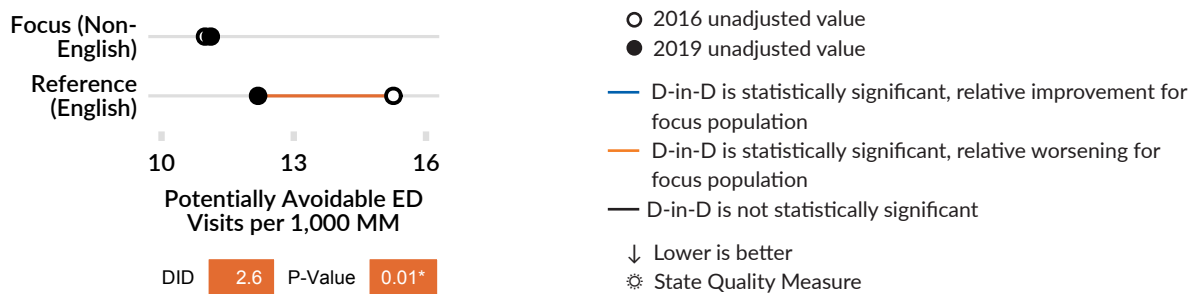 Focus (Non-
English)
Reference
(English)
10 13 16
Potentially Avoidable ED
Visits per 1,000 MM
DID 2.6 P-Value 0.01*
2016 unadjusted value
2019 unadjusted value
D-in-D is statistically significant, relative improvement for
focus population
D-in-D is statistically significant, relative worsening for
focus population
D-in-D is not statistically significant
↓ Lower is better
State Quality Measure